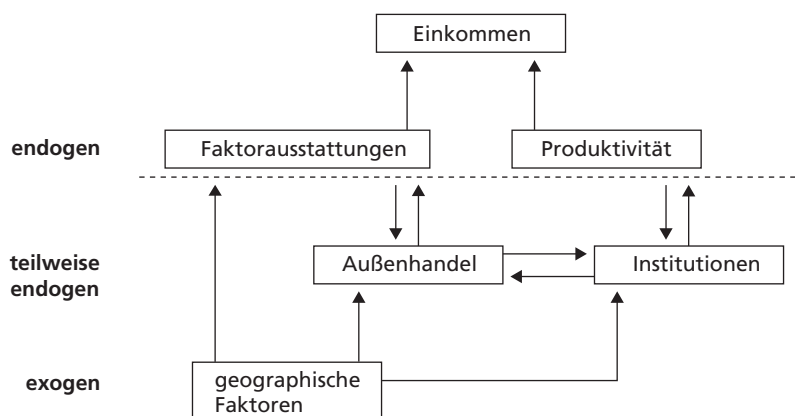 Einkommen
endogen
Faktorausstattungen
Produktivität
teilweise
endogen
Außenhandel
Institutionen
exogen
geographische
Faktoren